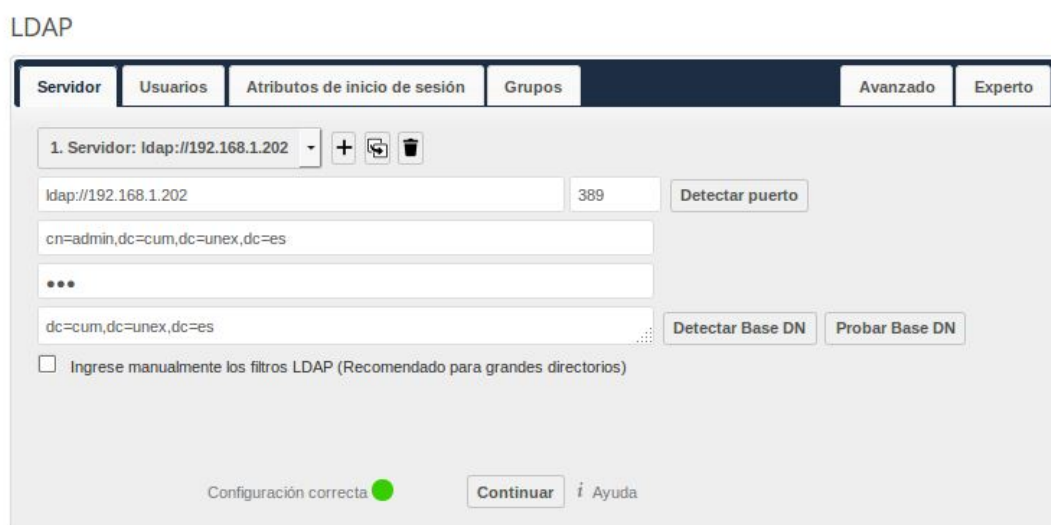 LDAP
Servidor Usuarios Atributos de inicio de sesión Grupos Avanzado Experto
1. Servidor: ldap://192.168.1.202
ldap://192.168.1.202 389 Detectar puerto
cn=admin,dc=cum,dc=unex,dc=es
●●●
dc=cum,dc=unex,dc=es Detectar Base DN Probar Base DN
Ingrese manualmente los filtros LDAP (Recomendado para grandes directorios)
Configuración correcta Continuar i Ayuda